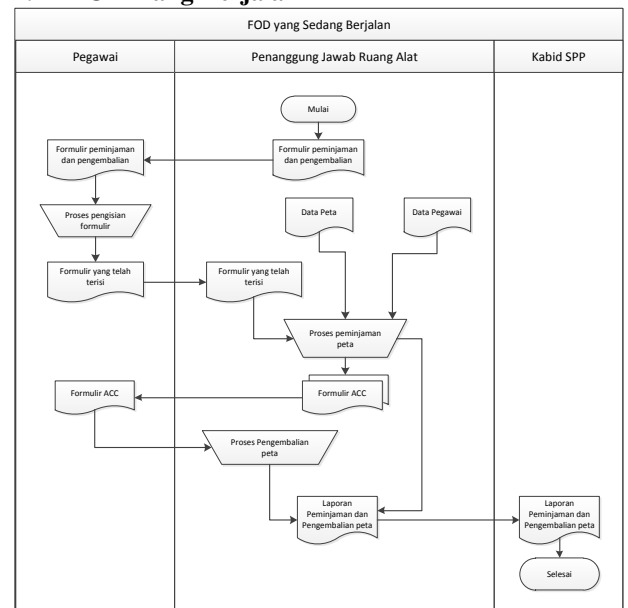 FOD yang Sedang Berjalan
Pegawai
Penanggung Jawab Ruang Alat
Kabid SPP
Mulai
Formulir peminjaman
dan pengembalian
Formulir peminjaman
dan pengembalian
Proses pengisian
formulir
Data Peta
Data Pegawai
Formulir yang telah
terisi
Formulir yang telah
terisi
Proses peminjaman
peta
Formulir ACC
Formulir ACC
Proses Pengembalian
peta
Laporan
Peminjaman dan
Pengembalian peta
Laporan
Peminjaman dan
Pengembalian peta
Selesai